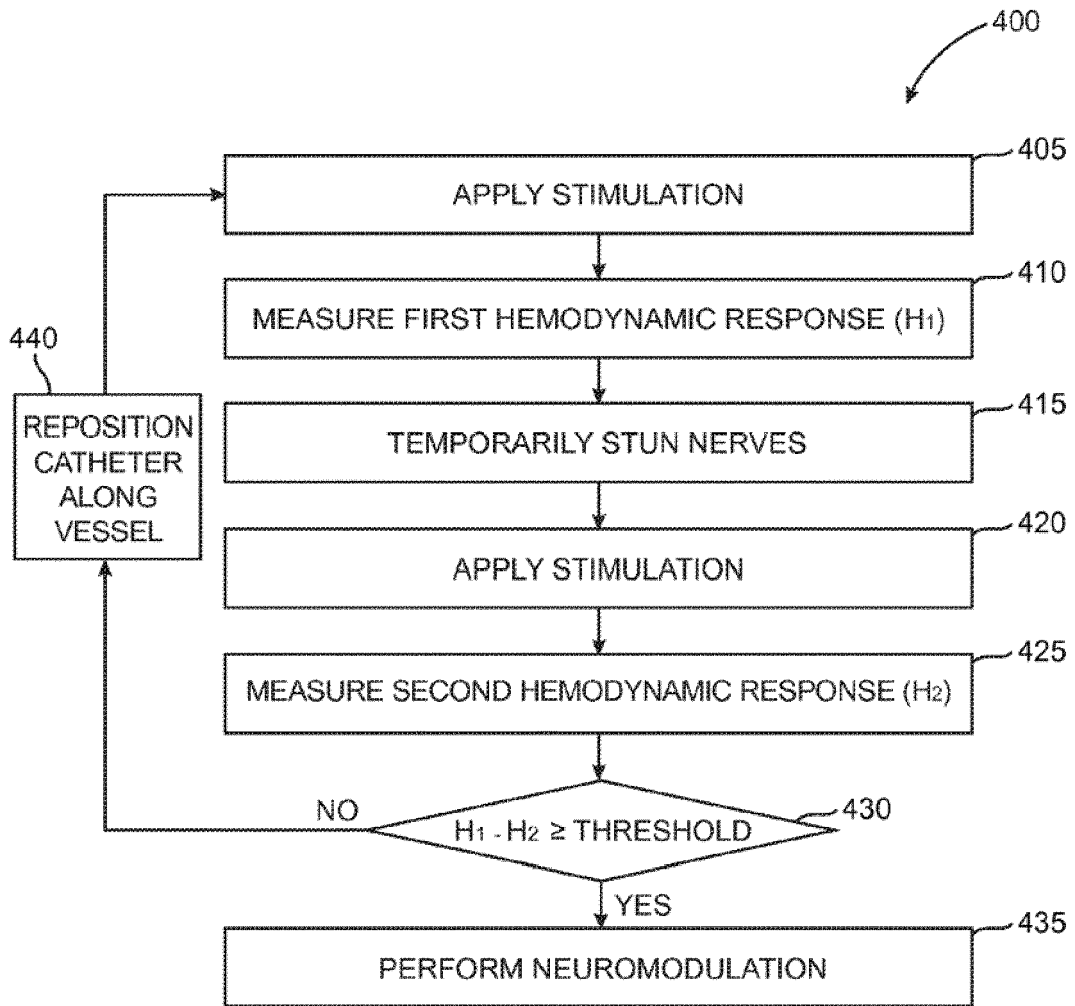 400
405
APPLY STIMULATION
410
MEASURE FIRST HEMODYNAMIC RESPONSE (H1)
440
REPOSITION
CATHETER
ALONG
VESSEL
415
TEMPORARILY STUN NERVES
420
APPLY STIMULATION
425
MEASURE SECOND HEMODYNAMIC RESPONSE (H2)
NO
H1 - H2 ≥ THRESHOLD
430
YES
435
PERFORM NEUROMODULATION